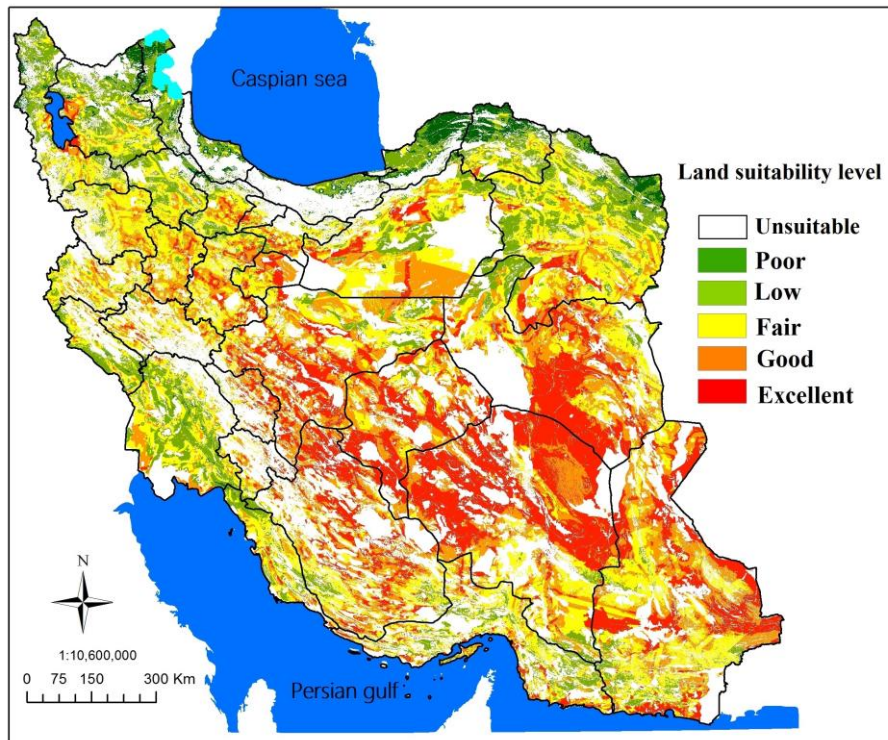 Caspian sea
Land suitability level
Unsuitable
Poor
Low
Fair
Good
Excellent
N
1:10,600,000
0 75 150 300 Km
Persian gulf